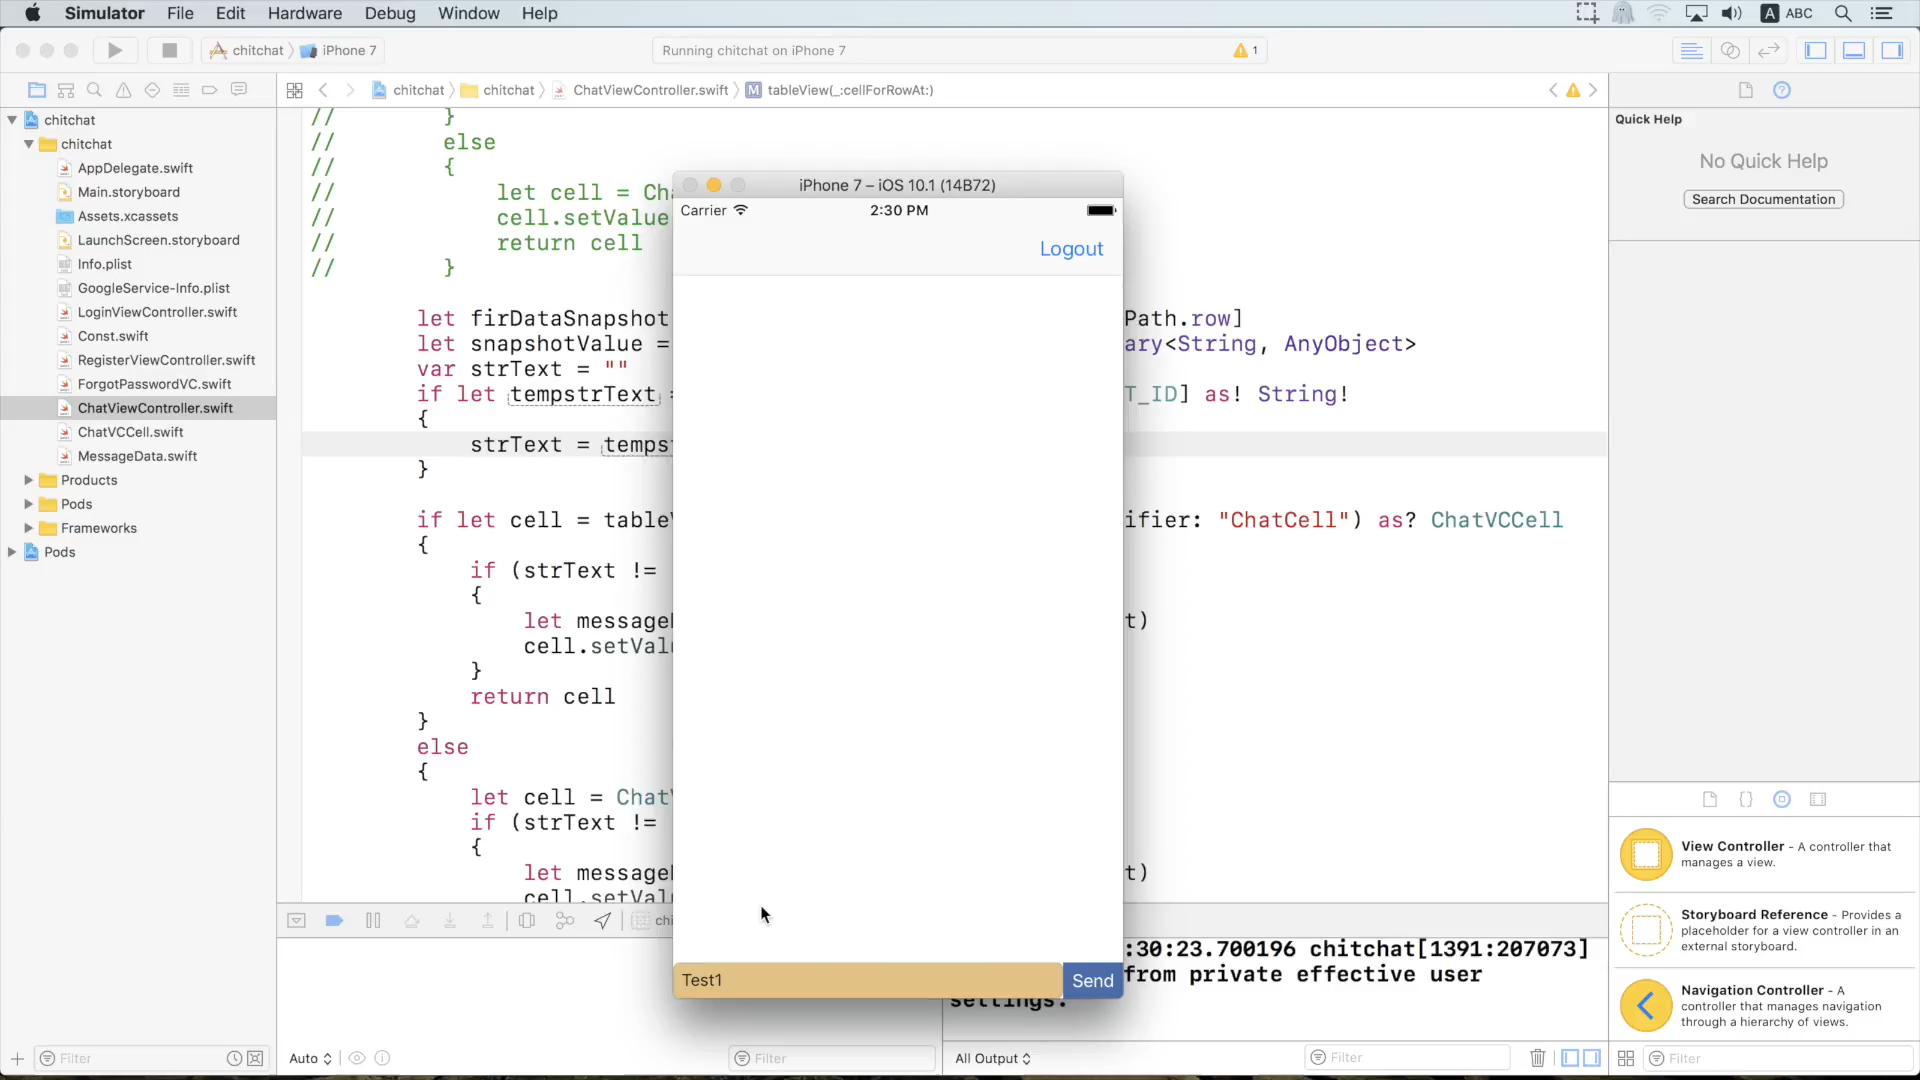 Simulator File Edit Hardware Debug Window Help A ABC
chitchat iPhone 7 Running chitchat on iPhone 7 1
chitchat chitchat ChatViewController.swift M tableView(_:cellForRowAt:)
chitchat
chitchat
AppDelegate.swift
Main.storyboard
Assets.xcassets
LaunchScreen.storyboard
Info.plist
GoogleService-Info.plist
LoginViewController.swift
Const.swift
RegisterViewController.swift
ForgotPasswordVC.swift
ChatViewController.swift
ChatVCCell.swift
MessageData.swift
Products
Pods
Frameworks
Pods
Filter
// }
// else
// {
// let cell = Ch
// cell.setValue
// return cell
// }
let firDataSnapshot Path.row]
let snapshotValue = ary<String, AnyObject>
var strText = ""
if let tempstrText T_ID] as! String!
{
strText = temps
}
if let cell = table ifier: "ChatCell") as? ChatVCCell
{
if (strText !=
{
let message t)
cell.setVal
}
return cell
}
else
{
let cell = Chat
if (strText !=
{
let message t)
cell.setVal
iPhone 7 – iOS 10.1 (14B72)
Carrier 2:30 PM
Logout
Test1 Send
chi
:30:23.700196 chitchat[1391:207073]
from private effective user
settings.
Auto Filter All Output Filter
Quick Help
No Quick Help
Search Documentation
{}
View Controller - A controller that
manages a view.
Storyboard Reference - Provides a
placeholder for a view controller in an
external storyboard.
Navigation Controller - A
controller that manages navigation
through a hierarchy of views.
Filter